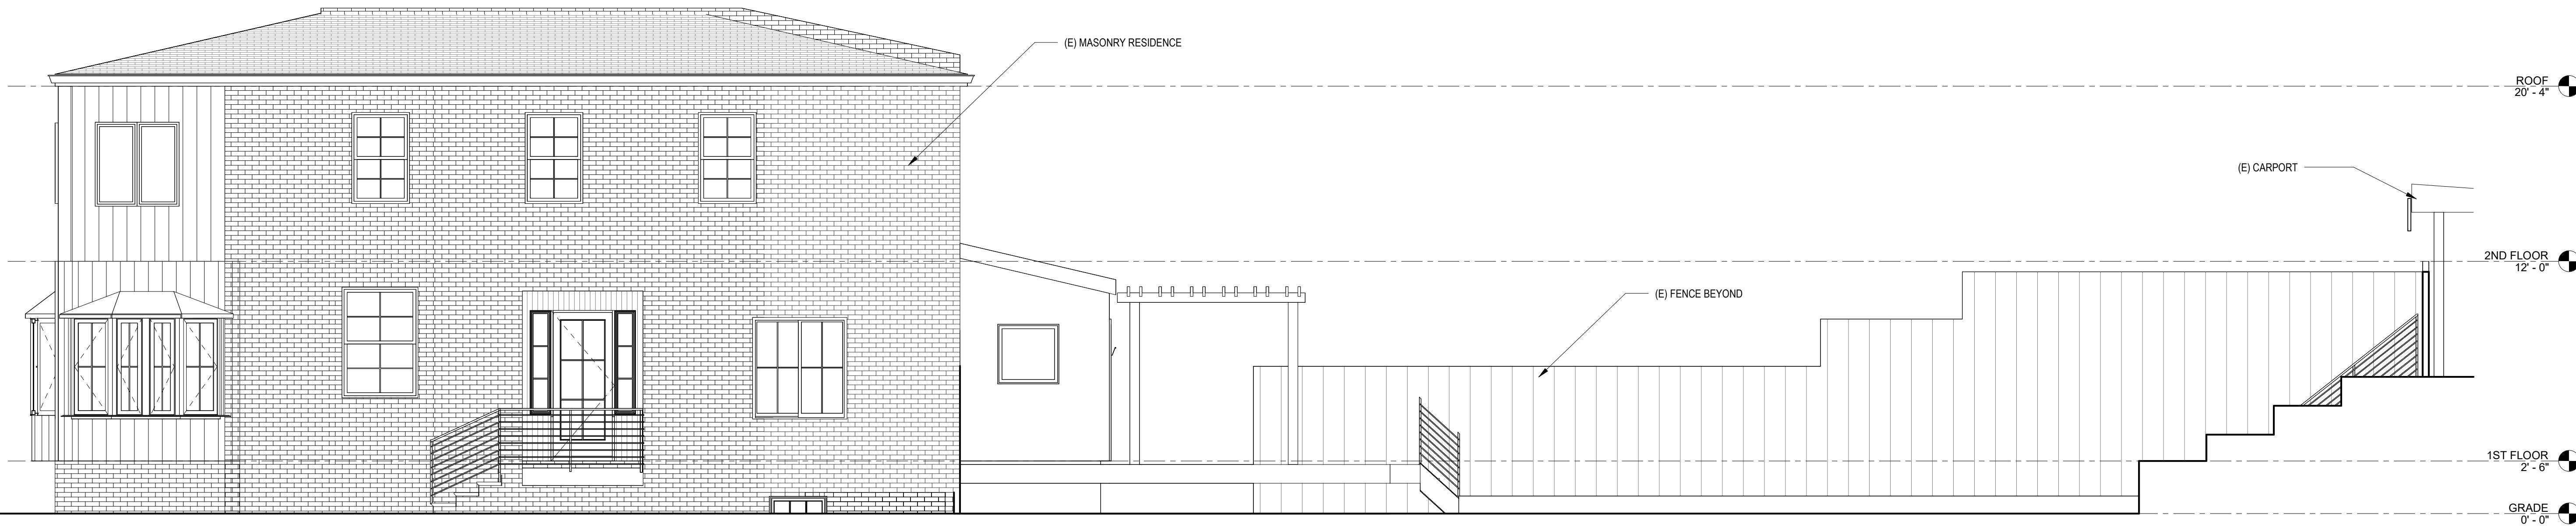 (E) MASONRY RESIDENCE
ROOF
20' - 4"
(E) CARPORT
2ND FLOOR
12' - 0"
(E) FENCE BEYOND
1ST FLOOR
2' - 6"
GRADE
0' - 0"